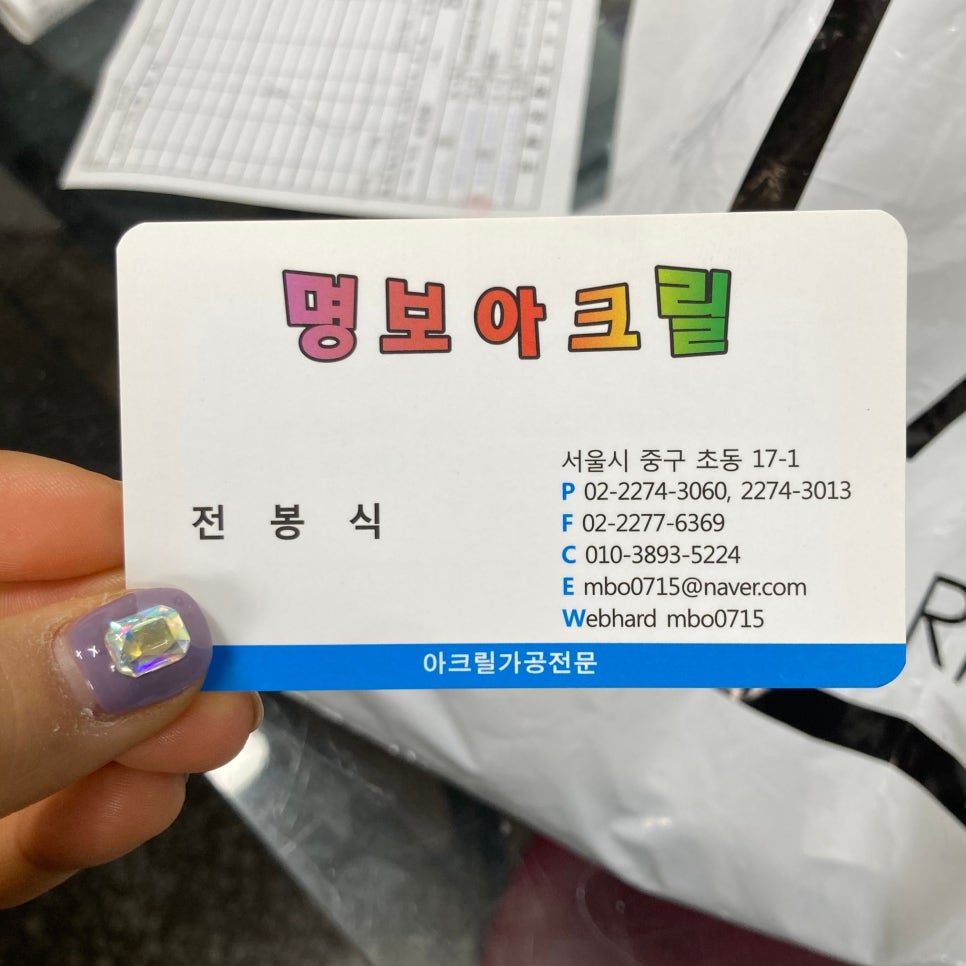 명보아크릴
전 봉 식
서울시 중구 초동 17-1
P 02-2274-3060, 2274-3013
F 02-2277-6369
C 010-3893-5224
E mbo0715@naver.com
Webhard mbo0715
아크릴가공전문